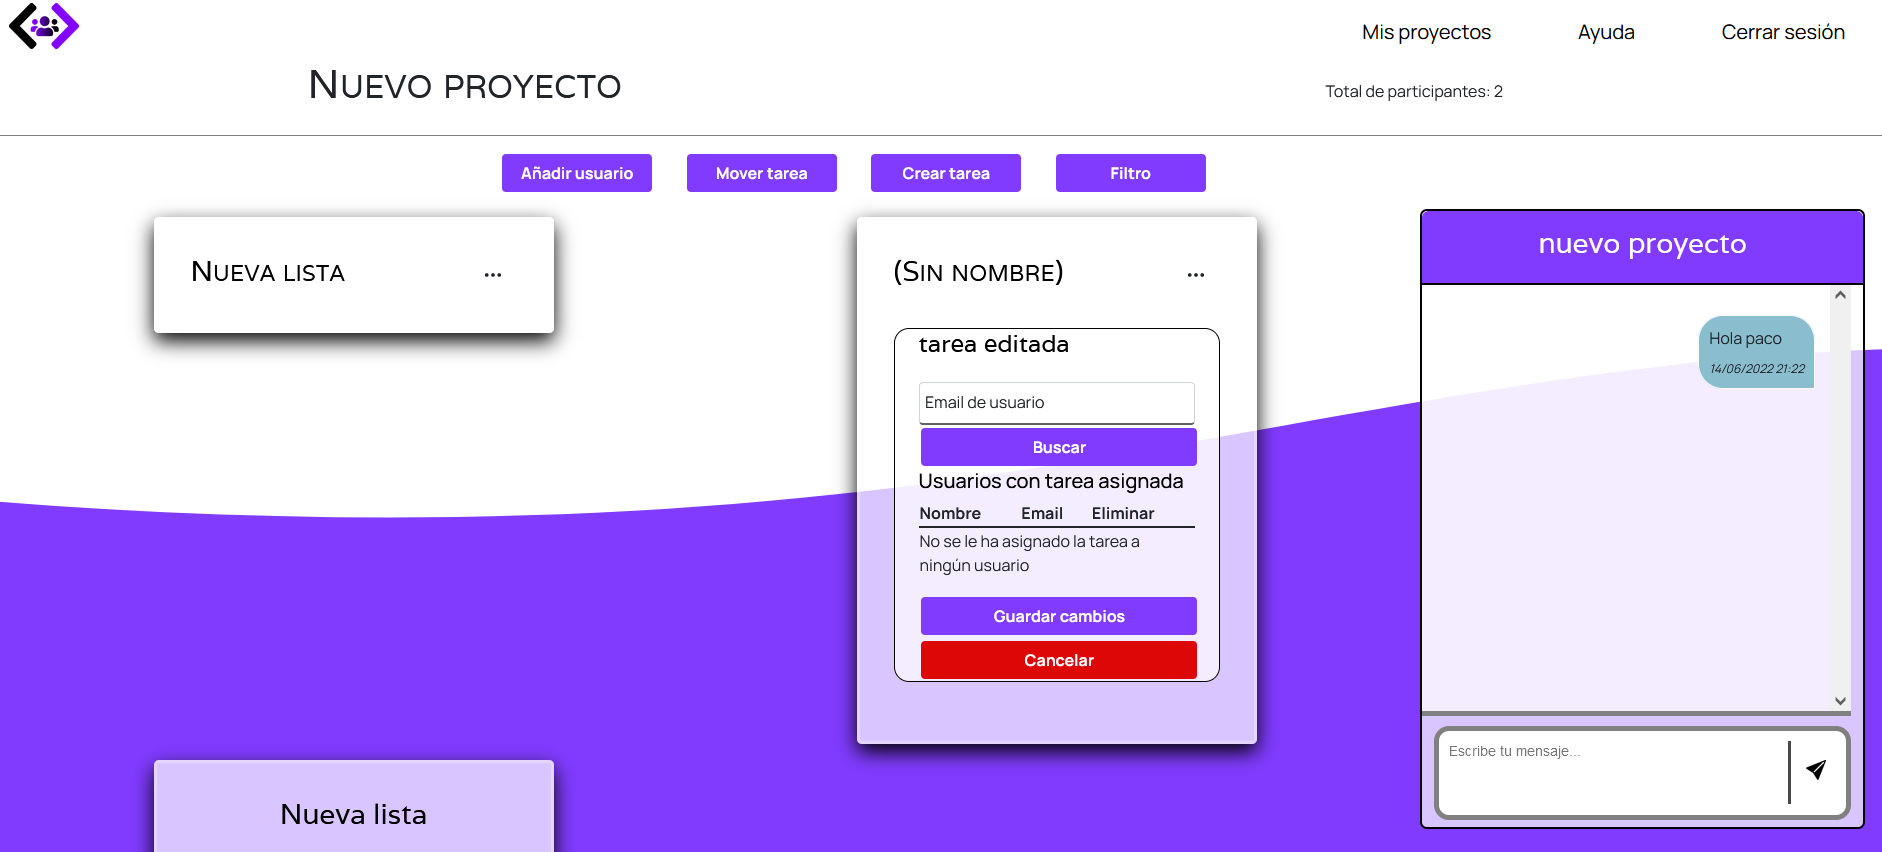 Mis proyectos
Ayuda
Cerrar sesión
Nuevo proyecto
Total de participantes: 2
Añadir usuario
Mover tarea
Crear tarea
Filtro
Nueva lista
...
(Sin nombre)
...
tarea editada
Email de usuario
Buscar
Usuarios con tarea asignada
Nombre Email Eliminar
No se le ha asignado la tarea a
ningún usuario
Guardar cambios
Cancelar
Nueva lista
nuevo proyecto
Hola paco
14/06/2022 21:22
Escribe tu mensaje...